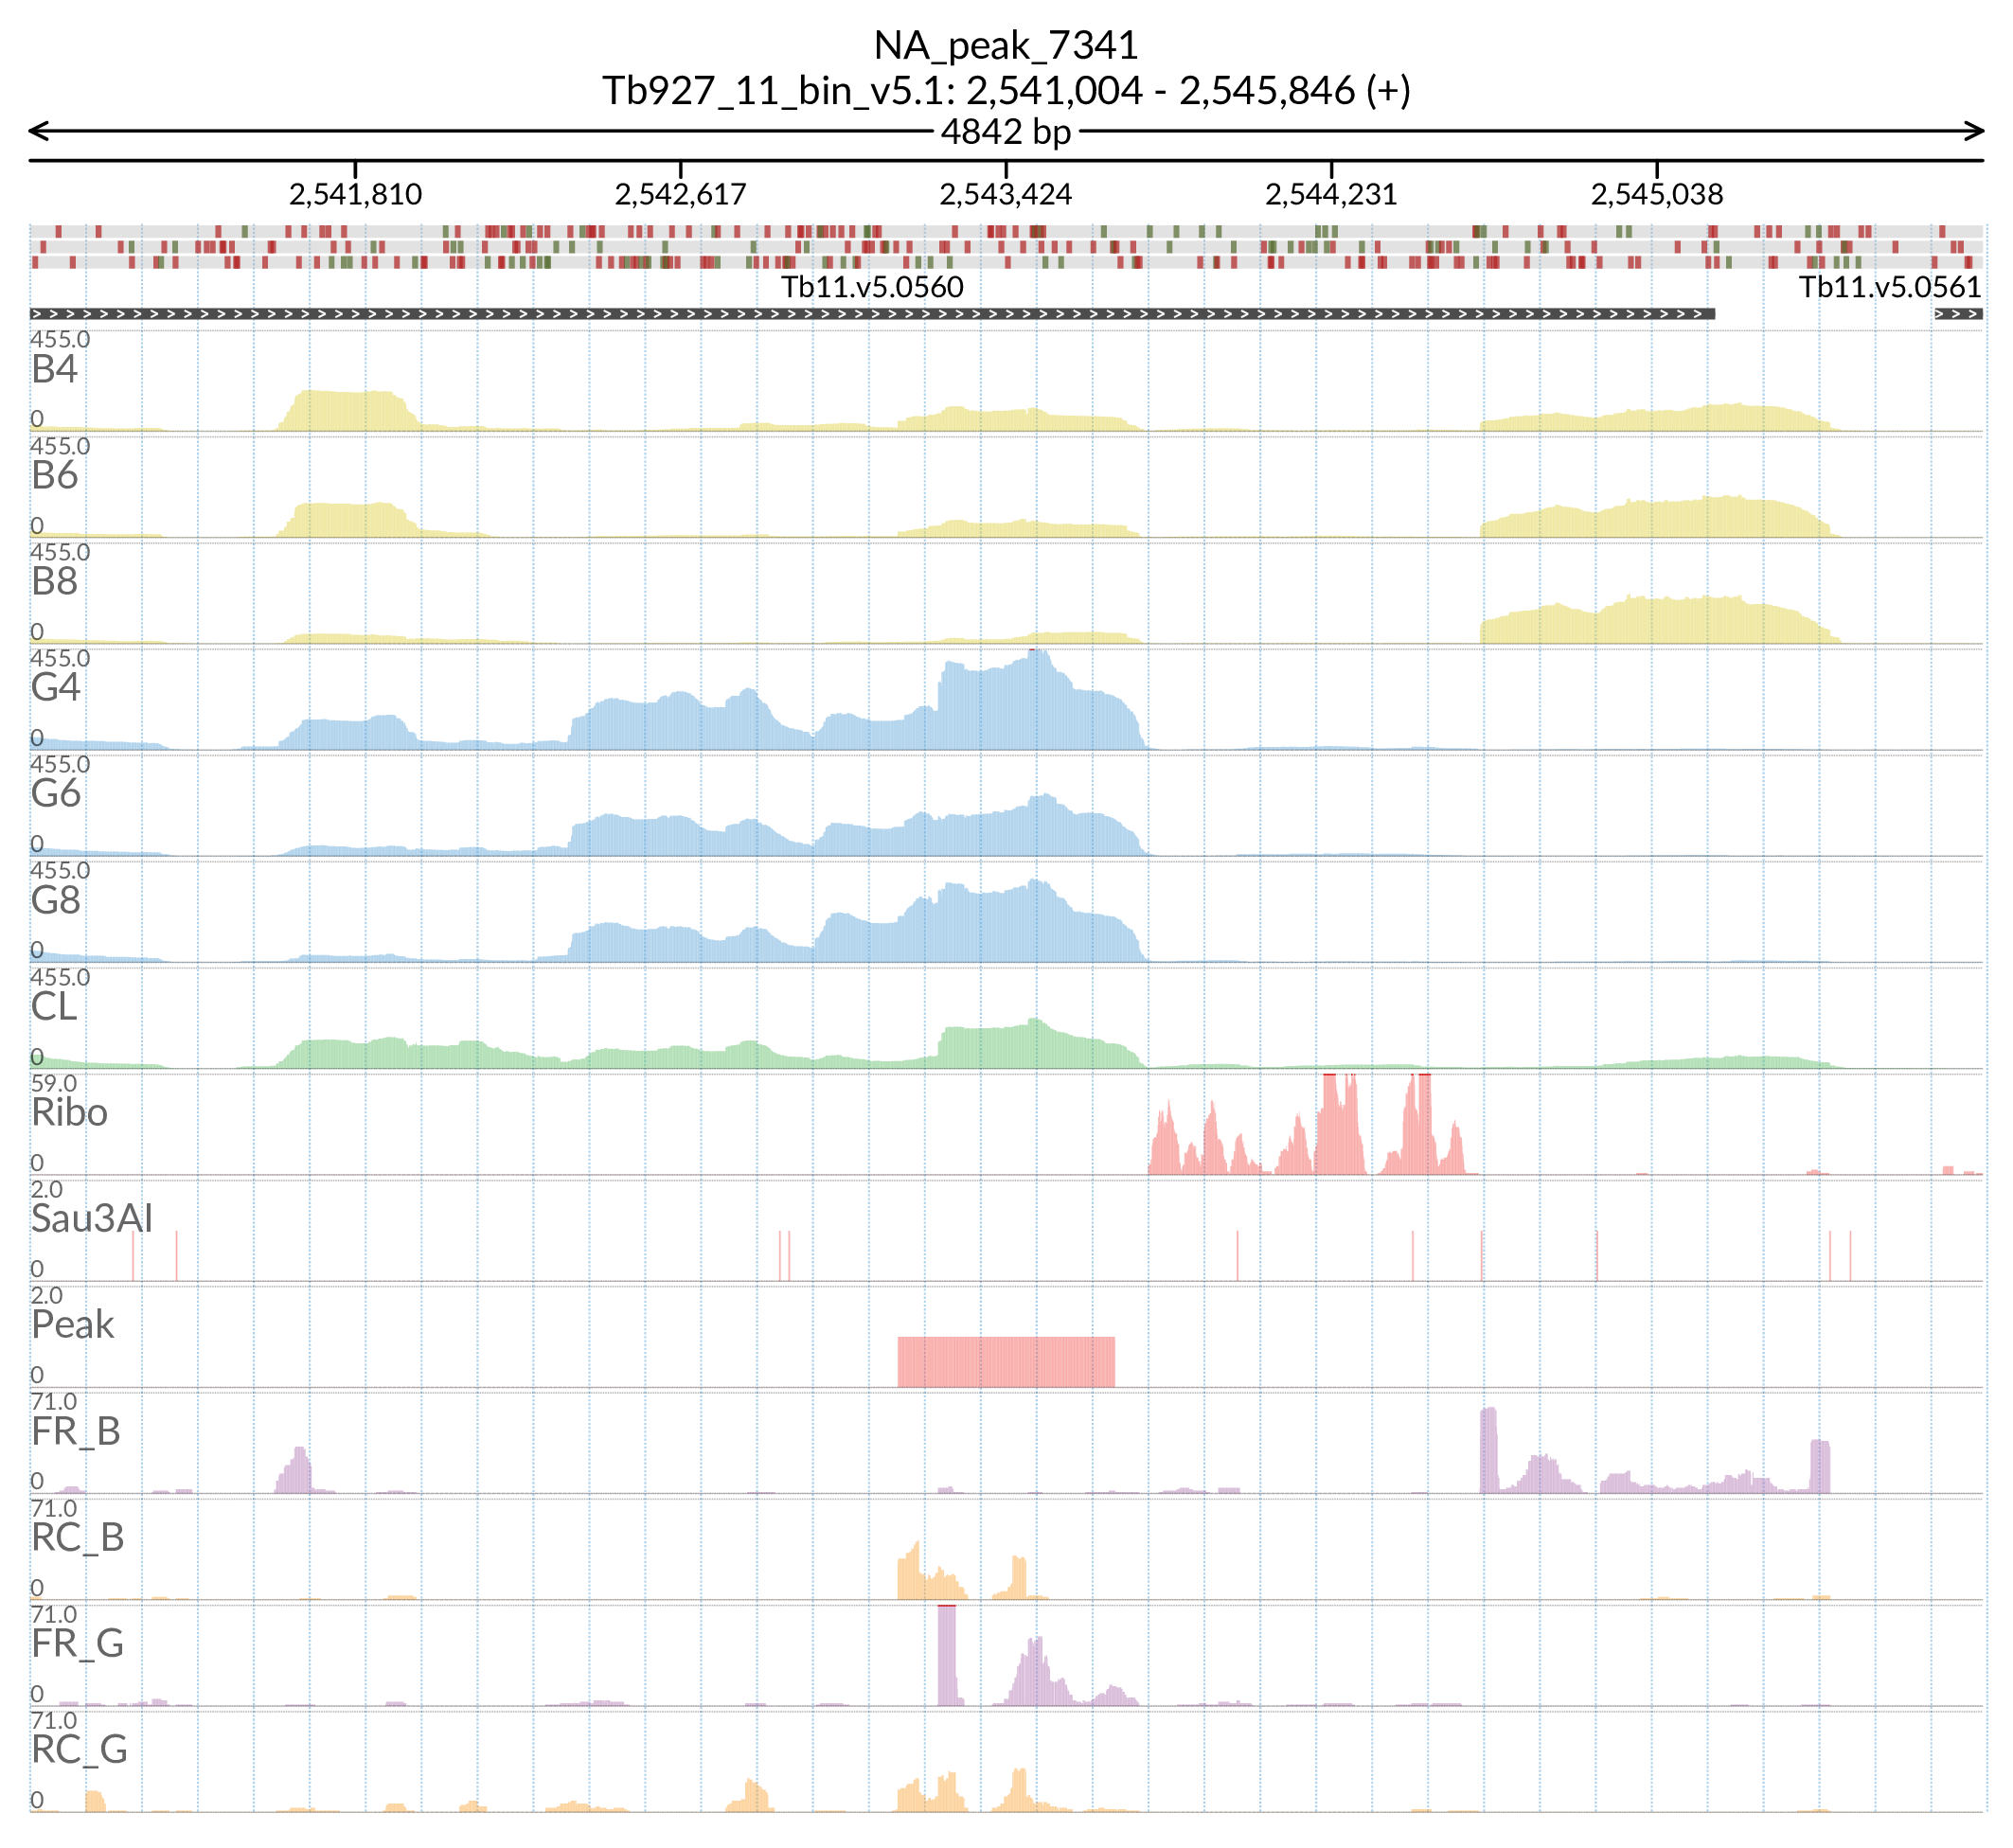 NA_peak_7341
Tb927_11_bin_v5.1: 2,541,004 - 2,545,846 (+)
4842 bp
2,541,810 2,542,617 2,543,424 2,544,231 2,545,038
Tb11.v5.0560 Tb11.v5.0561
455.0
B4
0
455.0
B6
0
455.0
B8
0
455.0
G4
0
455.0
G6
0
455.0
G8
0
455.0
CL
0
59.0
Ribo
0
2.0
Sau3AI
0
2.0
Peak
0
71.0
FR_B
0
71.0
RC_B
0
71.0
FR_G
0
71.0
RC_G
0